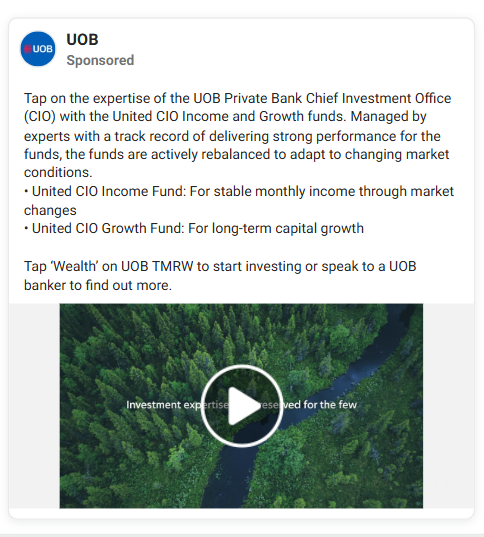 UOB
UOB
Sponsored
Tap on the expertise of the UOB Private Bank Chief Investment Office
(CIO) with the United CIO Income and Growth funds. Managed by
experts with a track record of delivering strong performance for the
funds, the funds are actively rebalanced to adapt to changing market
conditions.
• United CIO Income Fund: For stable monthly income through market
changes
• United CIO Growth Fund: For long-term capital growth
Tap ‘Wealth’ on UOB TMRW to start investing or speak to a UOB
banker to find out more.
Investment expertise reserved for the few